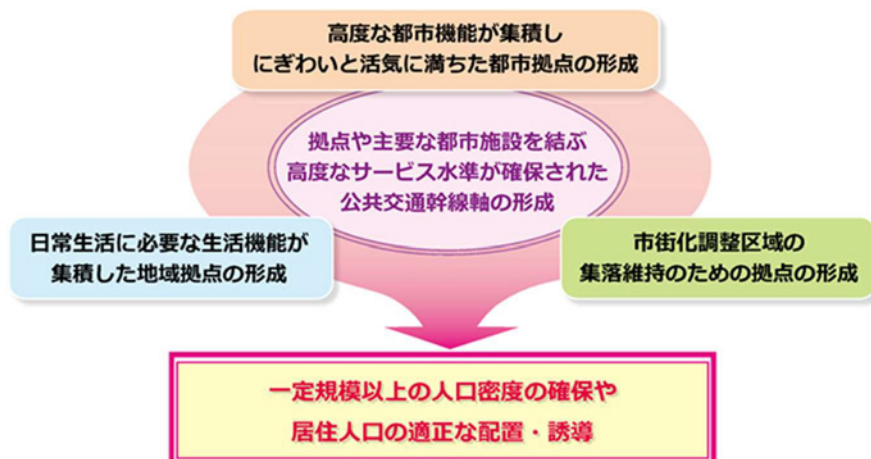 高度な都市機能が集積し
にぎわいと活気に満ちた都市拠点の形成
拠点や主要な都市施設を結ぶ
高度なサービス水準が確保された
公共交通幹線軸の形成
日常生活に必要な生活機能が
集積した地域拠点の形成
市街化調整区域の
集落維持のための拠点の形成
一定規模以上の人口密度の確保や
居住人口の適正な配置・誘導